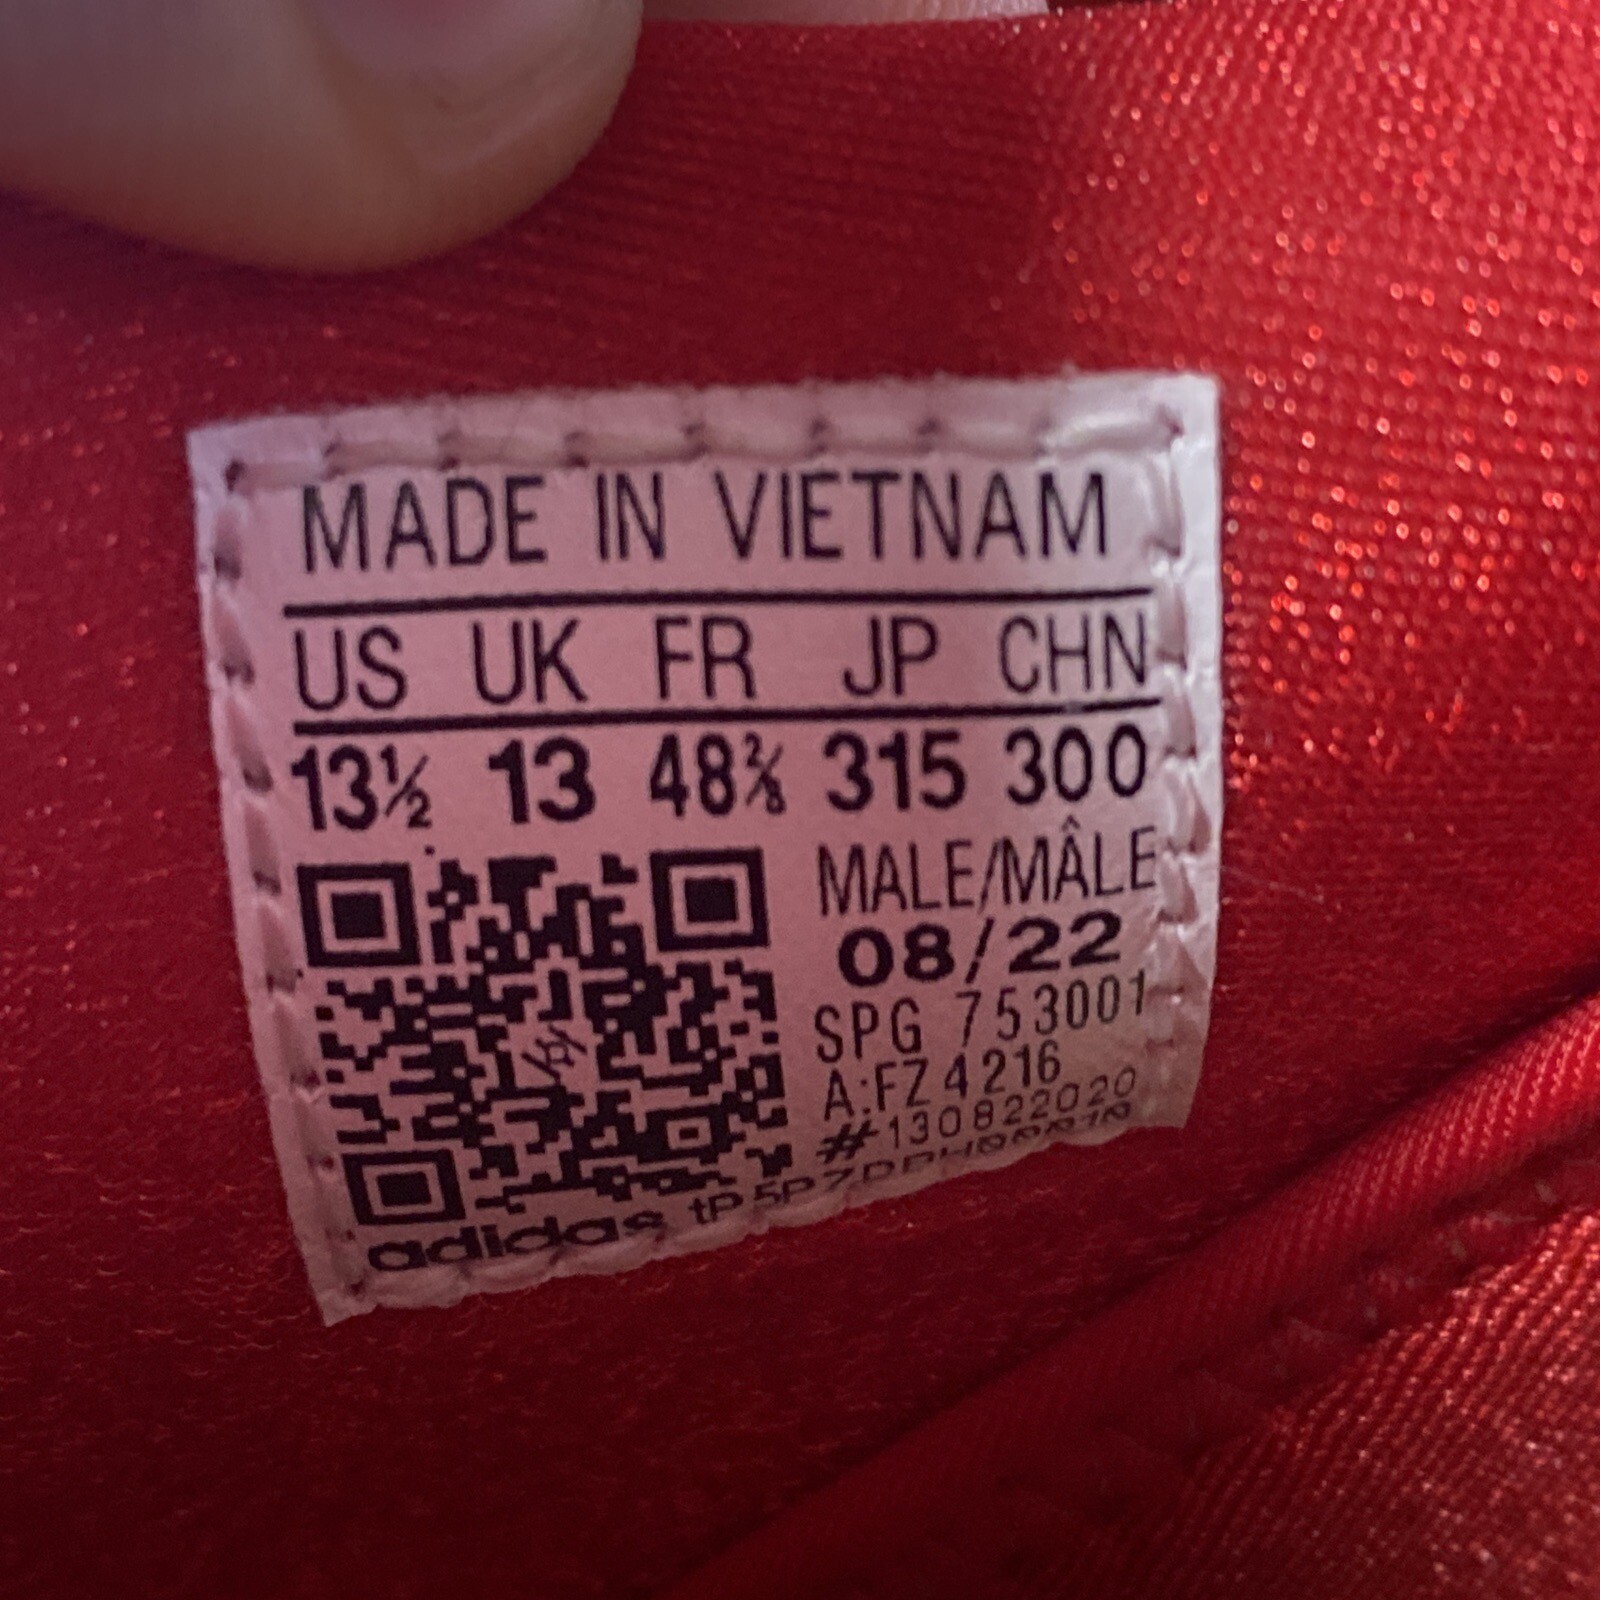 MADE IN VIETNAM
US UK FR JP CHN
13½ 13 48⅔ 315 300
MALE/MÂLE
08/22
SPG 753001
A:FZ4216
#130822020
adidas